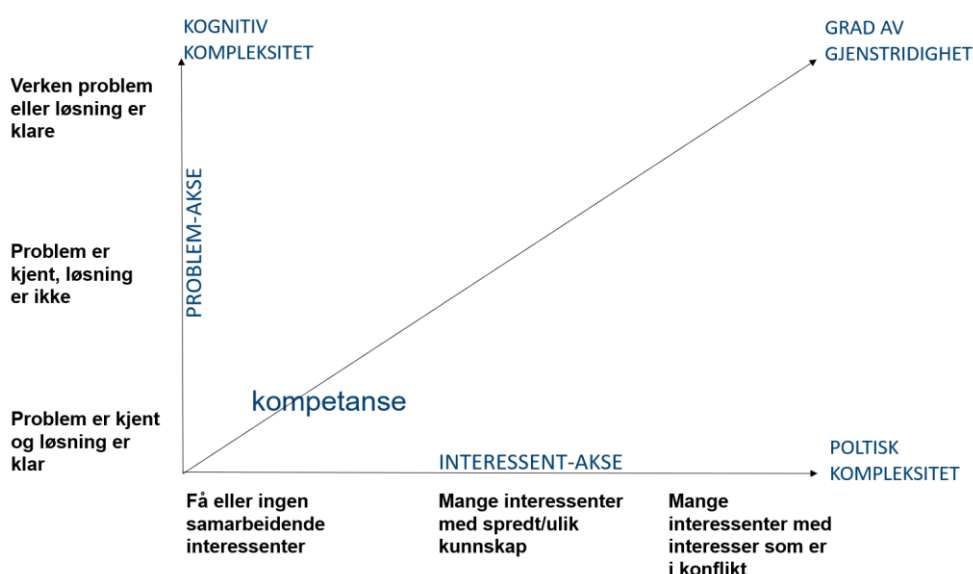 KOGNITIV
KOMPLEKSITET
GRAD AV
GJENSTRIDIGHET
Verken problem
eller løsning er
klare
PROBLEM-AKSE
Problem er
kjent, løsning
er ikke
kompetanse
Problem er kjent
og løsning er
klar
INTERESSENT-AKSE
POLTISK
KOMPLEKSITET
Få eller ingen
samarbeidende
interessenter
Mange interessenter
med spredt/ulik
kunnskap
Mange
interessenter med
interesser som er
i konflikt